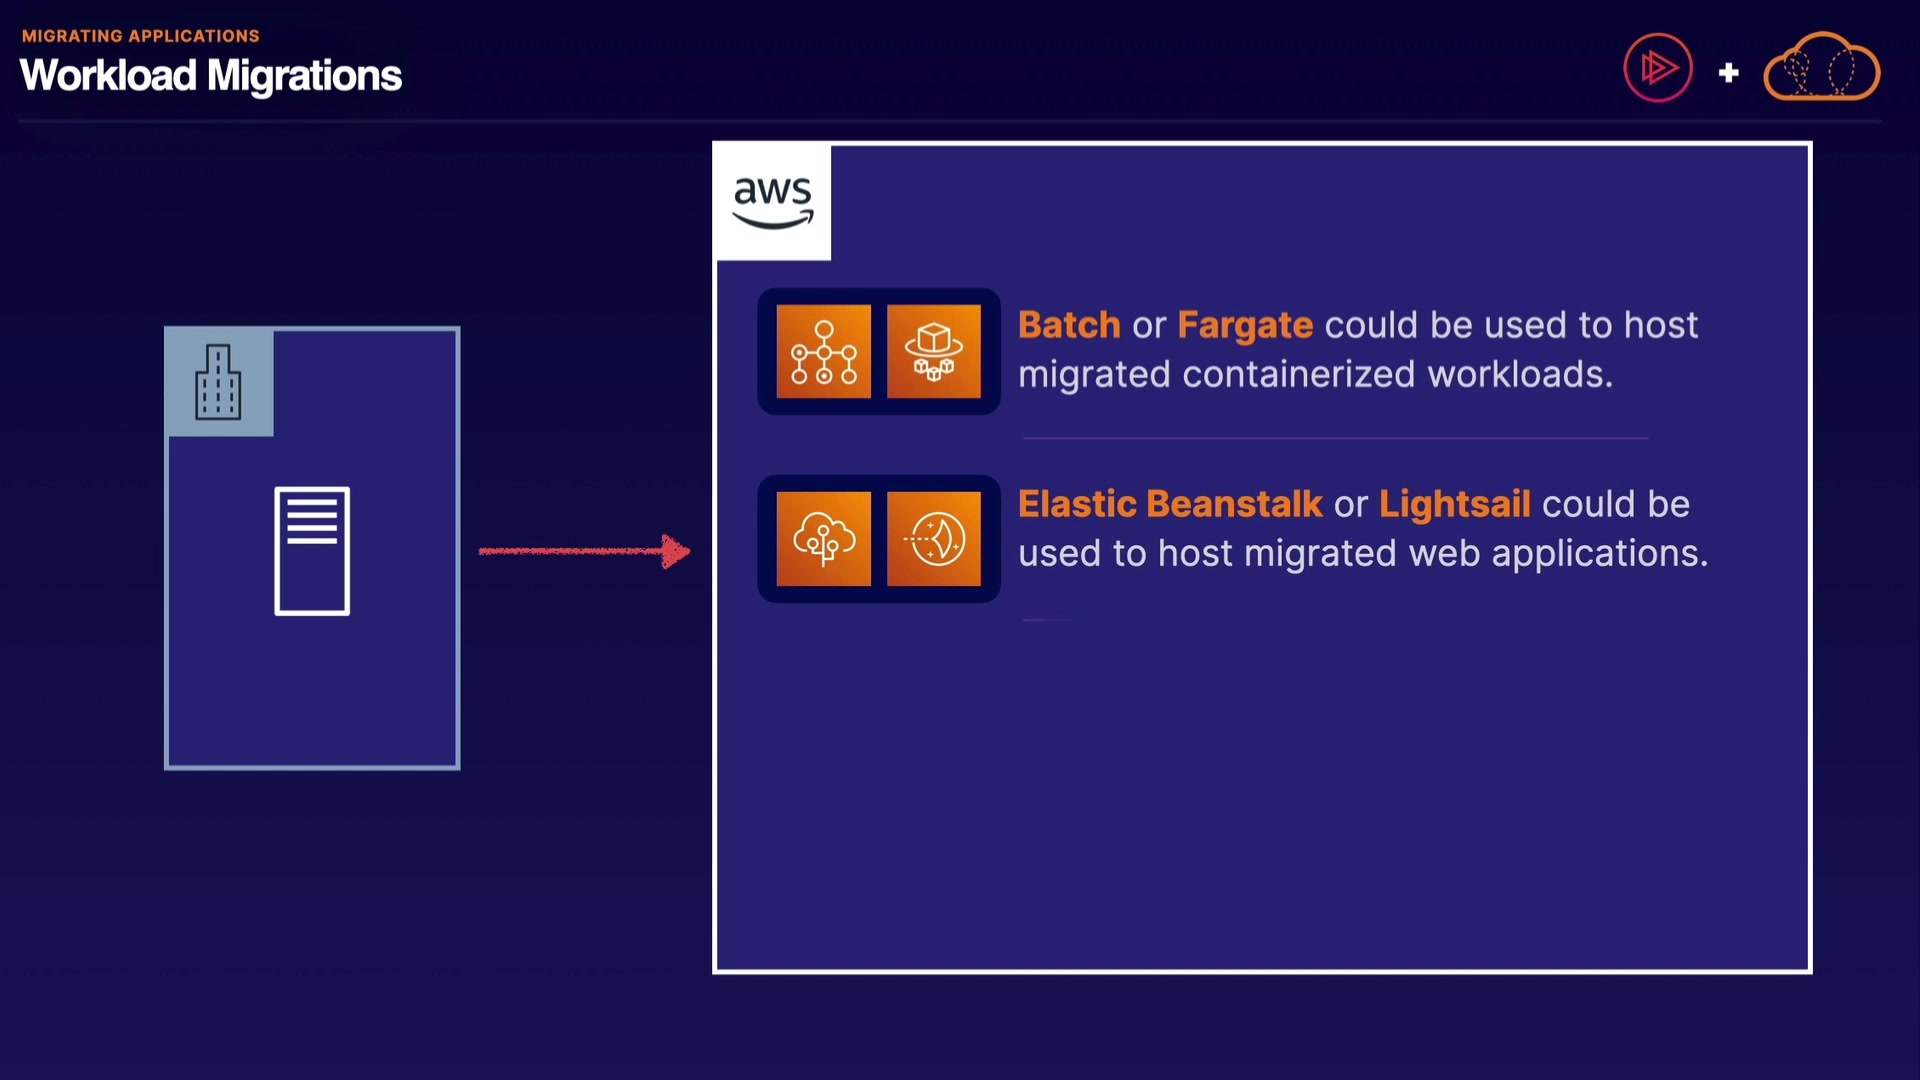 MIGRATING APPLICATIONS
Workload Migrations
aws
Batch or Fargate could be used to host
migrated containerized workloads.
Elastic Beanstalk or Lightsail could be
used to host migrated web applications.